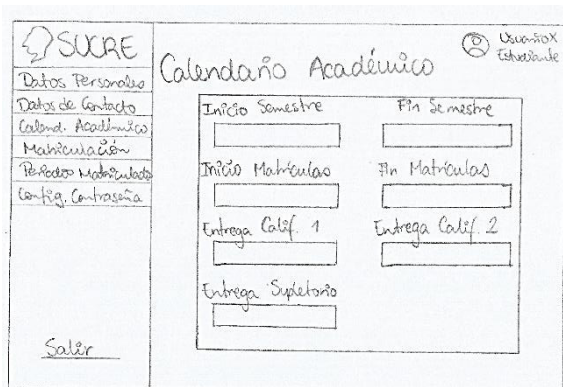 SUCRE
Datos Personales
Datos de Contacto
Calend. Académico
Matriculación
Periodos Matriculados
Config. Contraseña
Salir
UsuarioX
Estudiante
Calendario Académico
Inicio Semestre
Fin Semestre
Inicio Matrículas
Fin Matrículas
Entrega Calif. 1
Entrega Calif. 2
Entrega Supletorio